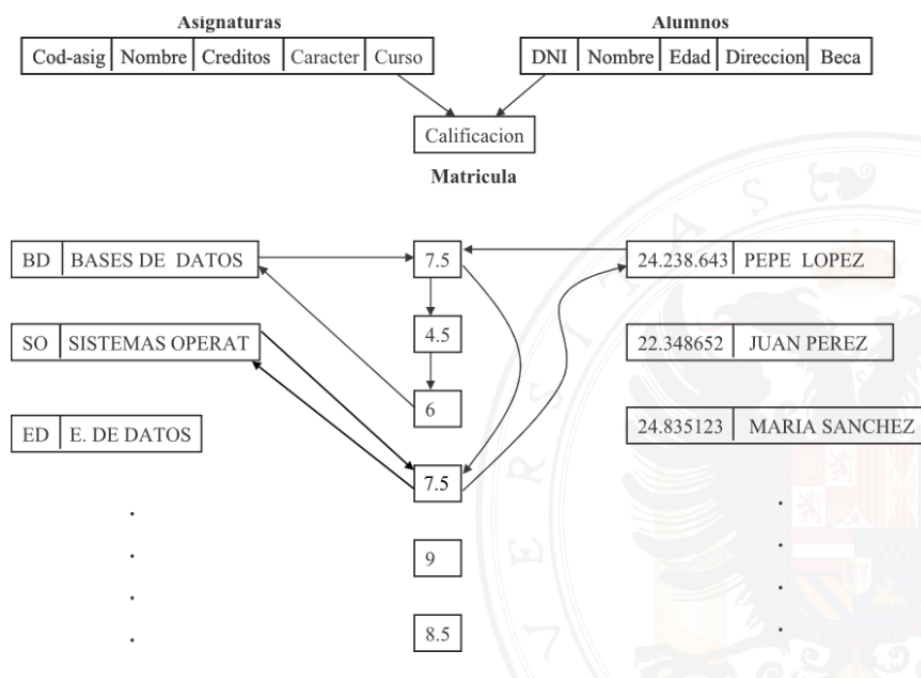 Asignaturas Alumnos
Cod-asig Nombre Creditos Caracter Curso DNI Nombre Edad Direccion Beca
Calificacion
Matricula
BD BASES DE DATOS 7.5 24.238.643 PEPE LOPEZ
SO SISTEMAS OPERAT 4.5 22.348652 JUAN PEREZ
6
ED E. DE DATOS 24.835123 MARIA SANCHEZ
7.5
9
8.5